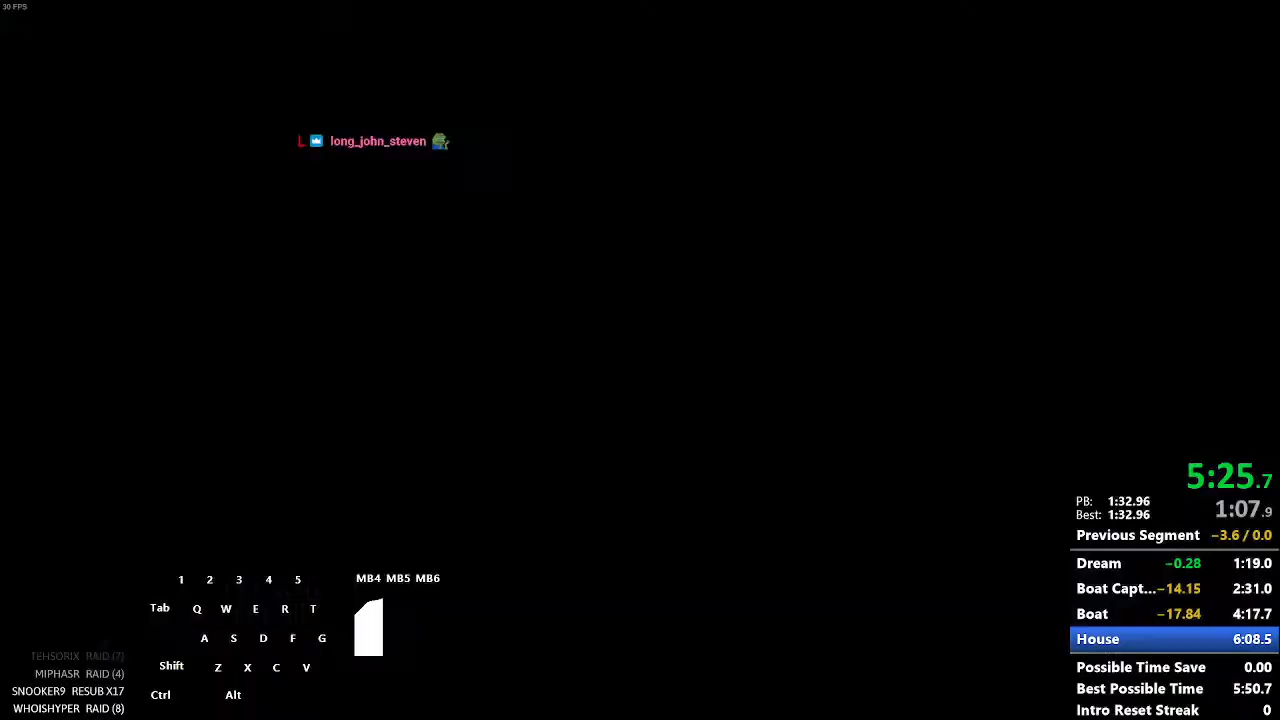 30 FPS
L long_john_steven
5:25.7
PB: 1:32.96
1:07.9
Best: 1:32.96
Previous Segment -3.6 / 0.0
Dream -0.28 1:19.0
Boat Capt... -14.15 2:31.0
Boat -17.84 4:17.7
House 6:08.5
Possible Time Save 0.00
Best Possible Time 5:50.7
Intro Reset Streak 0
1 2 3 4 5 MB4 MB5 MB6
Tab Q W E R T
A S D F G
Shift Z X C V
Ctrl Alt
TEHSORIX RAID (7)
MIPHASR RAID (4)
SNOOKER9 RESUB X17
WHOISHYPER RAID (8)